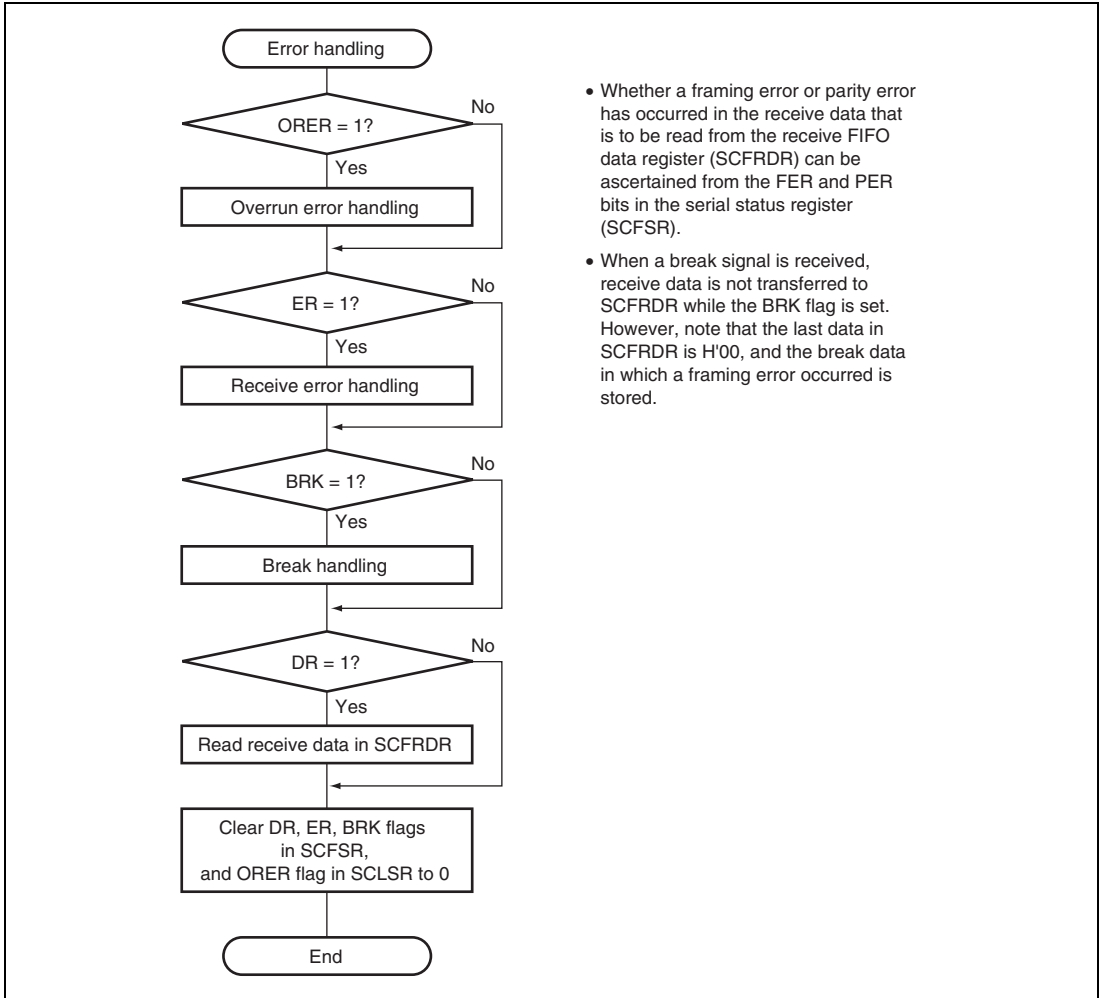 Error handling
ORER = 1?
No
Yes
Overrun error handling
ER = 1?
No
Yes
Receive error handling
BRK = 1?
No
Yes
Break handling
DR = 1?
No
Yes
Read receive data in SCFRDR
Clear DR, ER, BRK flags
in SCFSR,
and ORER flag in SCLSR to 0
End
• Whether a framing error or parity error
has occurred in the receive data that
is to be read from the receive FIFO
data register (SCFRDR) can be
ascertained from the FER and PER
bits in the serial status register
(SCFSR).
• When a break signal is received,
receive data is not transferred to
SCFRDR while the BRK flag is set.
However, note that the last data in
SCFRDR is H'00, and the break data
in which a framing error occurred is
stored.